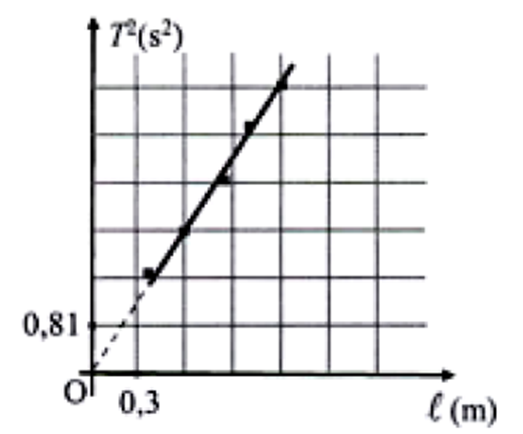 T²(s²)
0,81
O
0,3
ℓ (m)